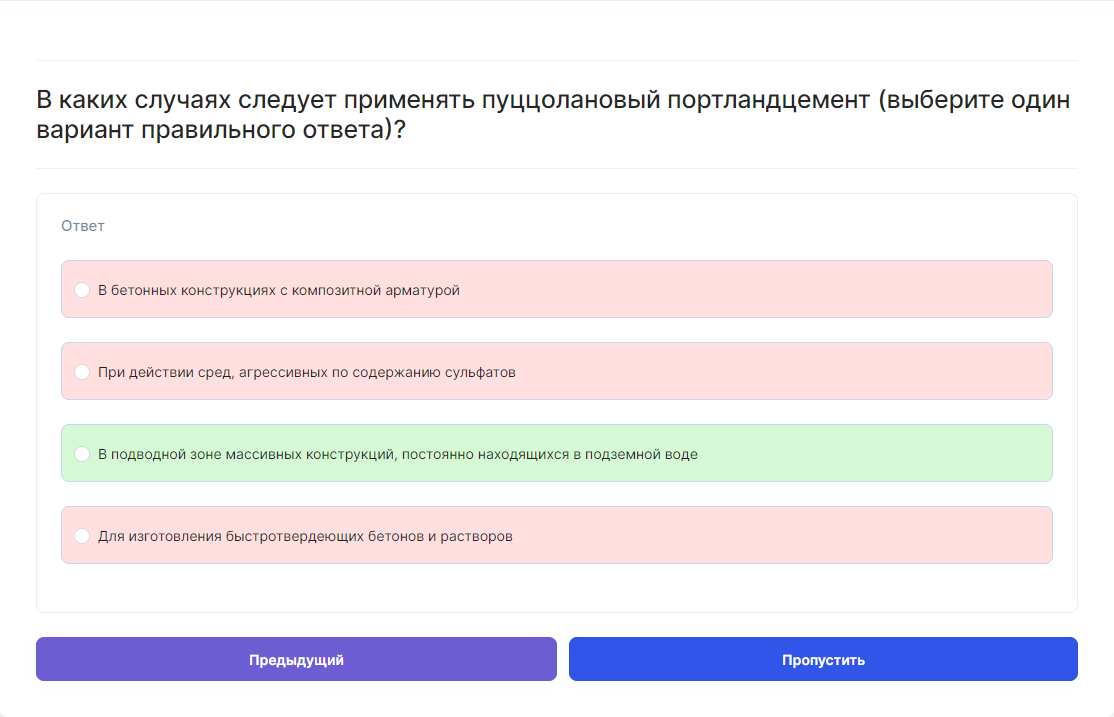 В каких случаях следует применять пуццолановый портландцемент (выберите один
вариант правильного ответа)?
Ответ
В бетонных конструкциях с композитной арматурой
При действии сред, агрессивных по содержанию сульфатов
В подводной зоне массивных конструкций, постоянно находящихся в подземной воде
Для изготовления быстротвердеющих бетонов и растворов
Предыдущий
Пропустить